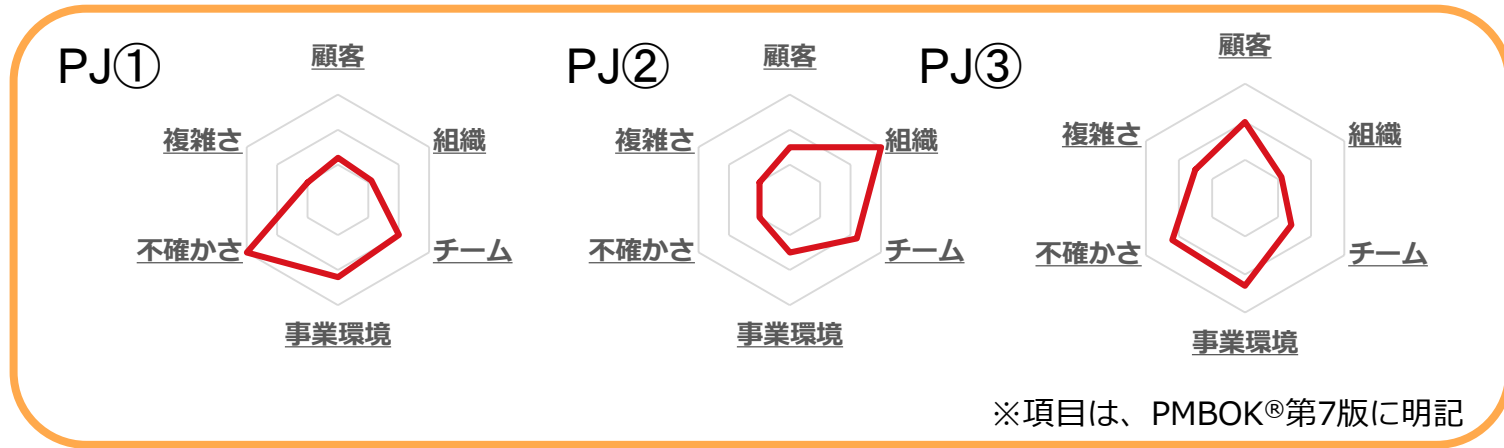 PJ①
顧客
複雑さ
組織
不確かさ
チーム
事業環境
PJ②
顧客
複雑さ
組織
不確かさ
チーム
事業環境
PJ③
顧客
複雑さ
組織
不確かさ
チーム
事業環境
※項目は、PMBOK®第7版に明記